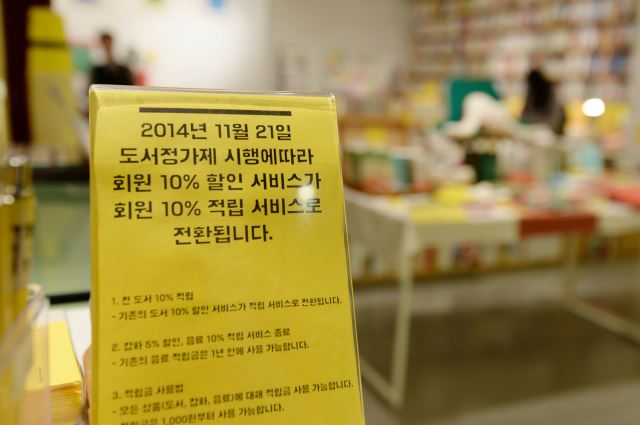 2014년 11월 21일
도서정가제 시행에따라
회원 10% 할인 서비스가
회원 10% 적립 서비스로
전환됩니다.
1. 전 도서 10% 적립
- 기존의 도서 10% 할인 서비스가 적립 서비스로 전환됩니다.
2. 잡화 5% 할인, 음료 10% 적립 서비스 종료
- 기존의 음료 적립금은 1년 안에 사용 가능합니다.
3. 적립금 사용법
- 모든 상품(도서, 잡화, 음료)에 대해 적립금 사용 가능합니다.
- 적립금은 1,000원부터 사용 가능합니다.